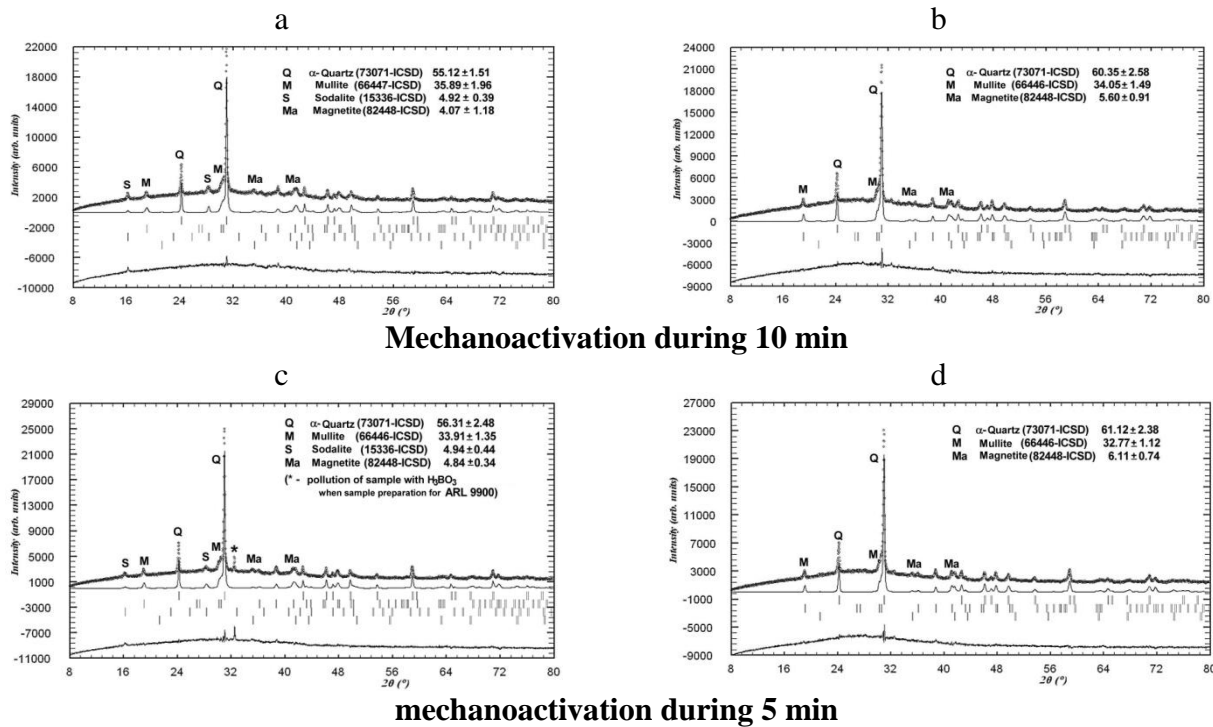 a
22000
18000
14000
10000
6000
2000
-2000
-6000
-10000
Intensity (arb. units)
Q α-Quartz (73071-ICSD) 55.12±1.51
M Mullite (66447-ICSD) 35.89±1.96
S Sodalite (15336-ICSD) 4.92±0.39
Ma Magnetite (82448-ICSD) 4.07±1.18
Q
Q
S M S M Ma Ma
8 16 24 32 40 48 56 64 72 80
2θ (°)
b
24000
21000
18000
15000
12000
9000
6000
3000
0
-3000
-6000
-9000
Intensity (arb. units)
Q α-Quartz (73071-ICSD) 60.35±2.58
M Mullite (66446-ICSD) 34.05±1.49
Ma Magnetite (82448-ICSD) 5.60±0.91
Q
Q
M M Ma Ma
8 16 24 32 40 48 56 64 72 80
2θ (°)
Mechanoactivation during 10 min
c
29000
25000
21000
17000
13000
9000
5000
1000
-3000
-7000
-11000
Intensity (arb. units)
Q α-Quartz (73071-ICSD) 56.31±2.48
M Mullite (66446-ICSD) 33.91±1.35
S Sodalite (15336-ICSD) 4.94±0.44
Ma Magnetite (82448-ICSD) 4.84±0.34
(* - pollution of sample with H₃BO₃
when sample preparation for ARL 9900)
Q
Q
S M S M * Ma Ma
8 16 24 32 40 48 56 64 72 80
2θ (°)
d
27000
23000
19000
15000
11000
7000
3000
-1000
-5000
-9000
Intensity (arb. units)
Q α-Quartz (73071-ICSD) 61.12±2.38
M Mullite (66446-ICSD) 32.77±1.12
Ma Magnetite (82448-ICSD) 6.11±0.74
Q
Q
M M Ma Ma
8 16 24 32 40 48 56 64 72 80
2θ (°)
mechanoactivation during 5 min